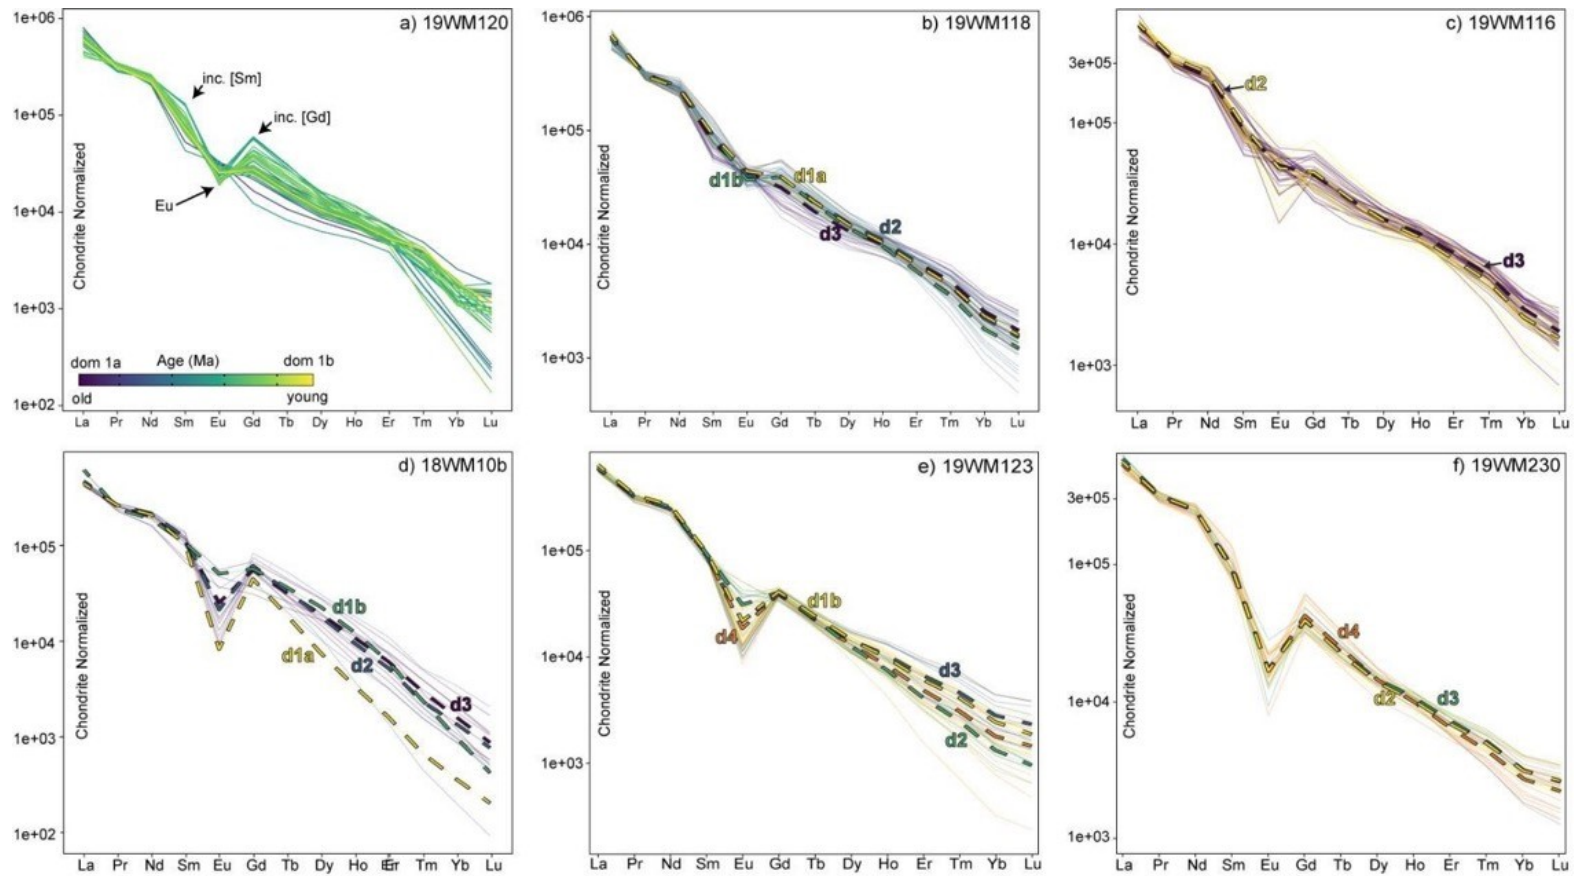 a) 19WM120
1e+06
1e+05
1e+04
1e+03
1e+02
Chondrite Normalized
inc. [Sm]
inc. [Gd]
Eu
dom 1a Age (Ma) dom 1b
old young
La Pr Nd Sm Eu Gd Tb Dy Ho Er Tm Yb Lu
b) 19WM118
1e+06
1e+05
1e+04
1e+03
Chondrite Normalized
d1b d1a
d3 d2
La Pr Nd Sm Eu Gd Tb Dy Ho Er Tm Yb Lu
c) 19WM116
3e+05
1e+05
1e+04
1e+03
Chondrite Normalized
d2
d3
La Pr Nd Sm Eu Gd Tb Dy Ho Er Tm Yb Lu
d) 18WM10b
1e+05
1e+04
1e+03
1e+02
Chondrite Normalized
d1b
d1a
d2
d3
La Pr Nd Sm Eu Gd Tb Dy Ho Er Tm Yb Lu
e) 19WM123
1e+05
1e+04
1e+03
Chondrite Normalized
d1b
d4
d3
d2
La Pr Nd Sm Eu Gd Tb Dy Ho Er Tm Yb Lu
f) 19WM230
3e+05
1e+05
1e+04
1e+03
Chondrite Normalized
d4
d2 d3
La Pr Nd Sm Eu Gd Tb Dy Ho Er Tm Yb Lu